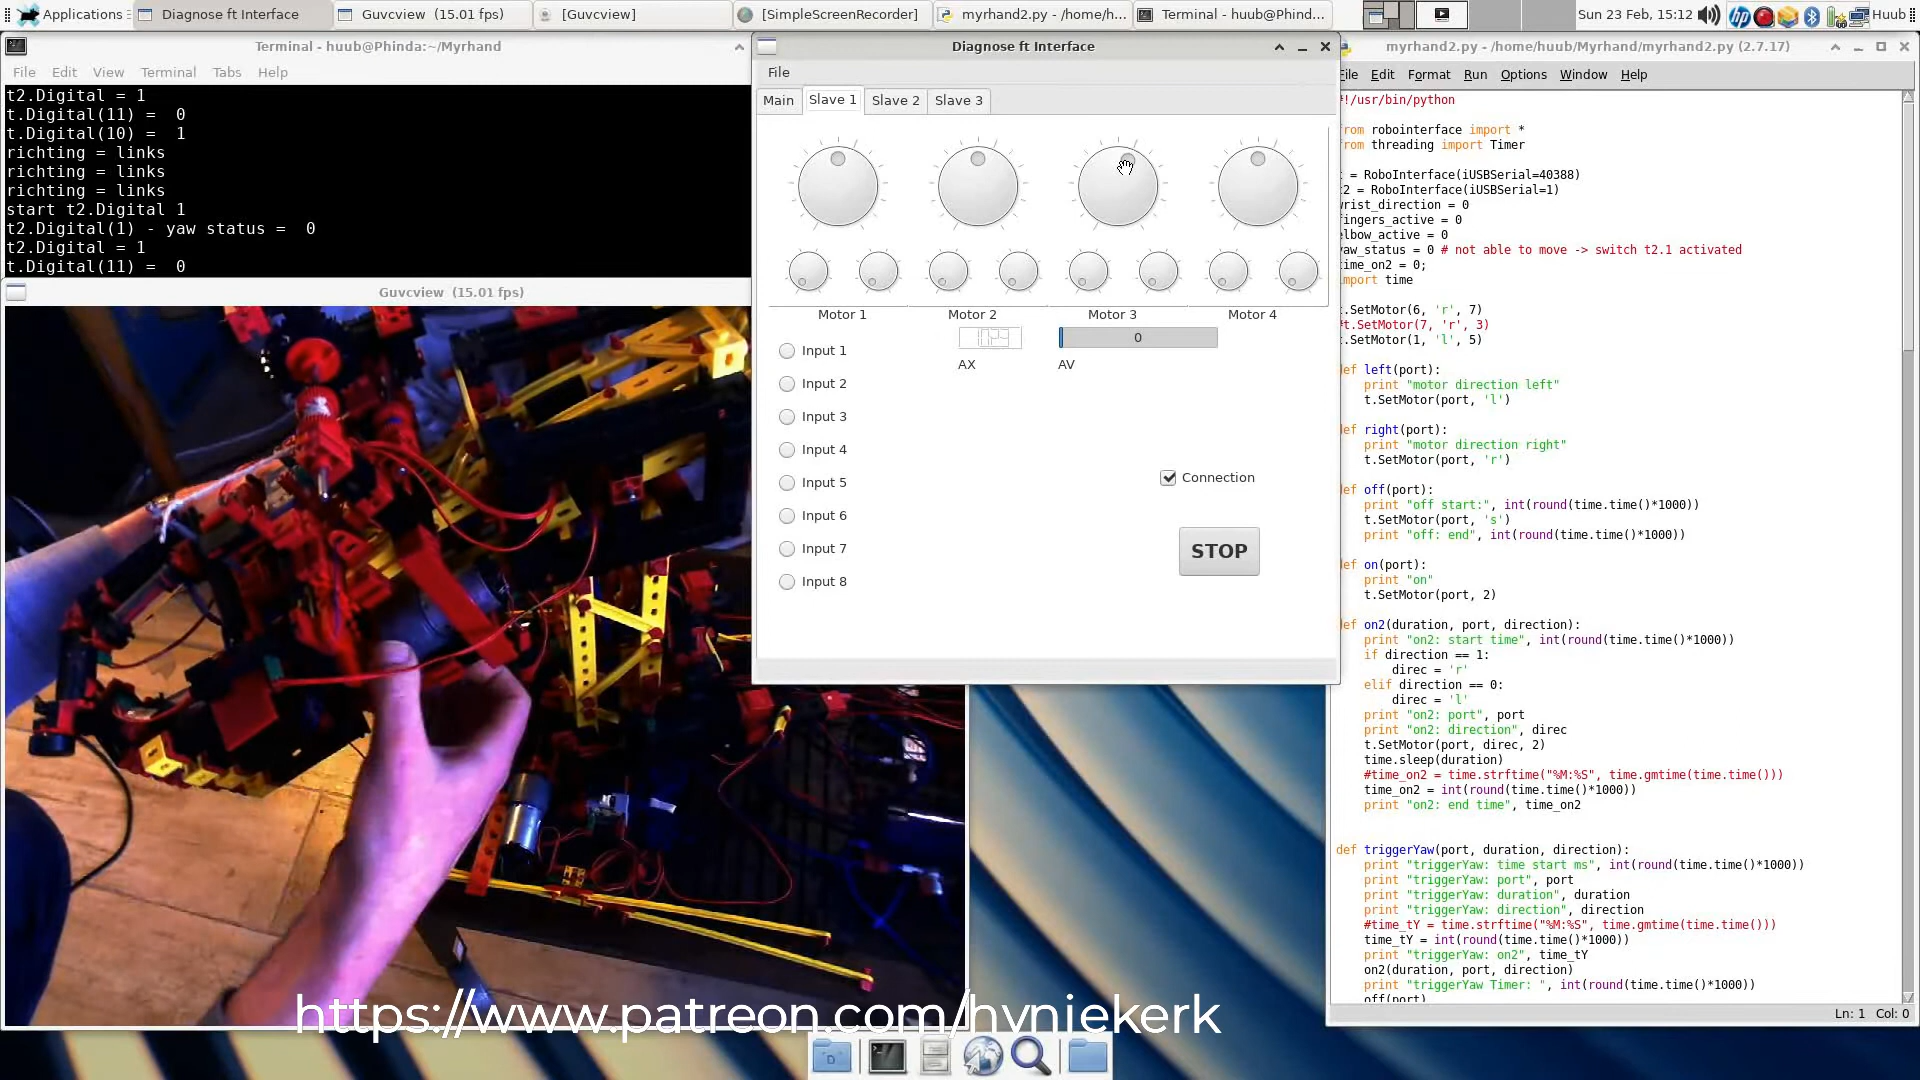 Applications
Diagnose ft Interface
Guvcview (15.01 fps)
[Guvcview]
[SimpleScreenRecorder]
myrhand2.py - /home/h...
Terminal - huub@Phind...
Sun 23 Feb, 15:12
Huub
Terminal - huub@Phinda:~/Myrhand
File Edit View Terminal Tabs Help
t2.Digital = 1
t.Digital(11) = 0
t.Digital(10) = 1
richting = links
richting = links
richting = links
start t2.Digital 1
t2.Digital(1) - yaw status = 0
t2.Digital = 1
t.Digital(11) = 0
Guvcview (15.01 fps)
Diagnose ft Interface
File
Main Slave 1 Slave 2 Slave 3
Motor 1 Motor 2 Motor 3 Motor 4
1024 0
AX AV
Input 1
Input 2
Input 3
Input 4
Input 5
Input 6
Input 7
Input 8
Connection
STOP
myrhand2.py - /home/huub/Myrhand/myrhand2.py (2.7.17)
File Edit Format Run Options Window Help
#!/usr/bin/python
rom robointerface import *
rom threading import Timer
= RoboInterface(iUSBSerial=40388)
2 = RoboInterface(iUSBSerial=1)
wrist_direction = 0
fingers_active = 0
elbow_active = 0
yaw_status = 0 # not able to move -> switch t2.1 activated
time_on2 = 0;
import time
t.SetMotor(6, 'r', 7)
#t.SetMotor(7, 'r', 3)
t.SetMotor(1, 'l', 5)
def left(port):
print "motor direction left"
t.SetMotor(port, 'l')
def right(port):
print "motor direction right"
t.SetMotor(port, 'r')
def off(port):
print "off start:", int(round(time.time()*1000))
t.SetMotor(port, 's')
print "off: end", int(round(time.time()*1000))
def on(port):
print "on"
t.SetMotor(port, 2)
def on2(duration, port, direction):
print "on2: start time", int(round(time.time()*1000))
if direction == 1:
direc = 'r'
elif direction == 0:
direc = 'l'
print "on2: port", port
print "on2: direction", direc
t.SetMotor(port, direc, 2)
time.sleep(duration)
#time_on2 = time.strftime("%M:%S", time.gmtime(time.time()))
time_on2 = int(round(time.time()*1000))
print "on2: end time", time_on2
def triggerYaw(port, duration, direction):
print "triggerYaw: time start ms", int(round(time.time()*1000))
print "triggerYaw: port", port
print "triggerYaw: duration", duration
print "triggerYaw: direction", direction
#time_tY = time.strftime("%M:%S", time.gmtime(time.time()))
time_tY = int(round(time.time()*1000))
print "triggerYaw: on2", time_tY
on2(duration, port, direction)
print "triggerYaw Timer: ", int(round(time.time()*1000))
off(port)
Ln: 1 Col: 0
https://www.patreon.com/hvniekerk